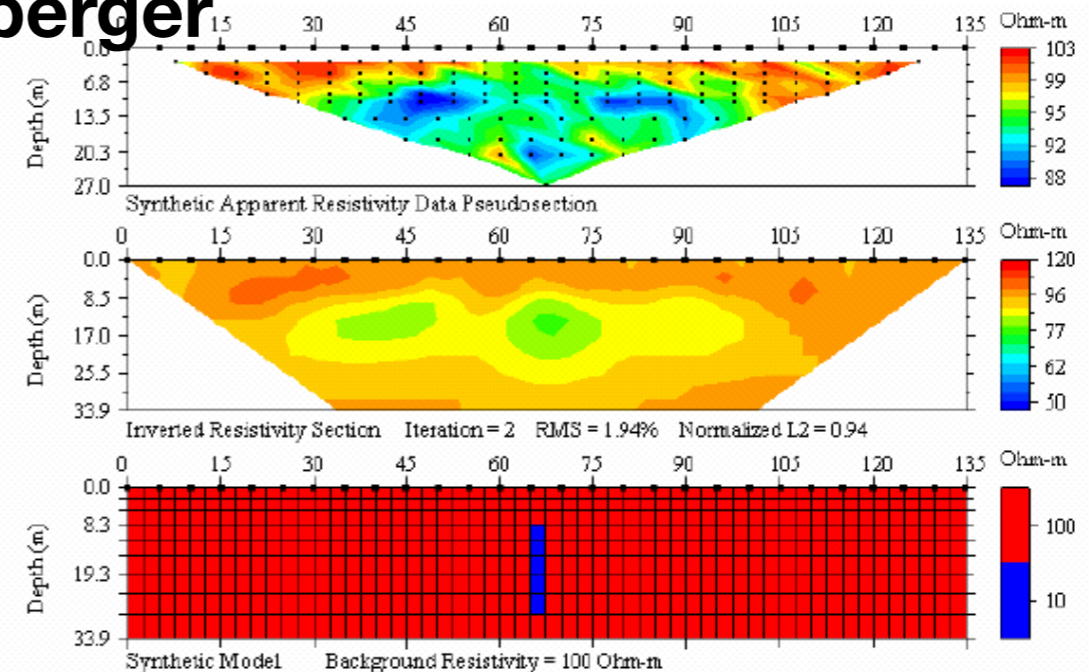 berger
0 15 30 45 60 75 90 105 120 135 Ohm-m
0.0
6.8
13.5
20.3
27.0
Depth (m)
103
99
95
92
88
Synthetic Apparent Resistivity Data Pseudosection
0 15 30 45 60 75 90 105 120 135 Ohm-m
0.0
8.5
17.0
25.5
33.9
Depth (m)
120
96
77
62
50
Inverted Resistivity Section Iteration = 2 RMS = 1.94% Normalized L2 = 0.94
0 15 30 45 60 75 90 105 120 135 Ohm-m
0.0
8.3
19.3
33.9
Depth (m)
100
10
Synthetic Model Background Resistivity = 100 Ohm-m